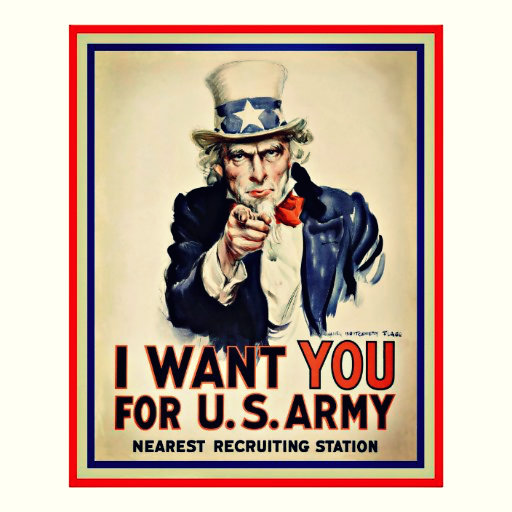 I WANT YOU
FOR U.S. ARMY
NEAREST RECRUITING STATION